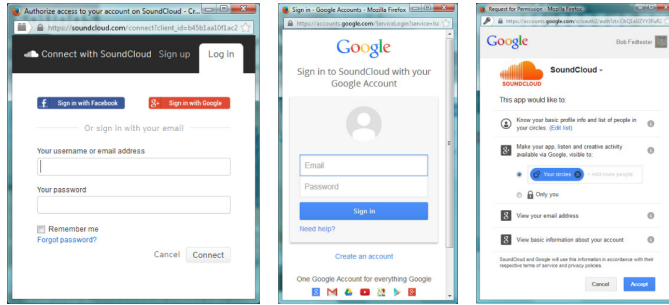 Authorize access to your account on SoundCloud - Cr...
https://soundcloud.com/connect?client_id=b45b1aa10f1ac2
Connect with SoundCloud Sign up Log in
Sign in with Facebook
Sign in with Google
Or sign in with your email
Your username or email address
Your password
Remember me
Forgot password?
Cancel Connect
Sign in - Google Accounts - Mozilla Firefox
https://accounts.google.com/ServiceLogin?service=lso
Google
Sign in to SoundCloud with your
Google Account
Email
Password
Sign in
Need help?
Create an account
One Google Account for everything Google
Request for Permission - Mozilla Firefox
https://accounts.google.com/o/oauth2/auth?
Google Bob Fedtester
SOUNDCLOUD
SoundCloud
This app would like to:
Know your basic profile info and list of people in
your circles. (Edit list)
Make your app, listen and creative activity
available via Google, visible to:
Your circles + Add more people
Only you
View your email address
View basic information about your account
SoundCloud and Google will use this information in accordance with their
respective terms of service and privacy policies.
Cancel Accept